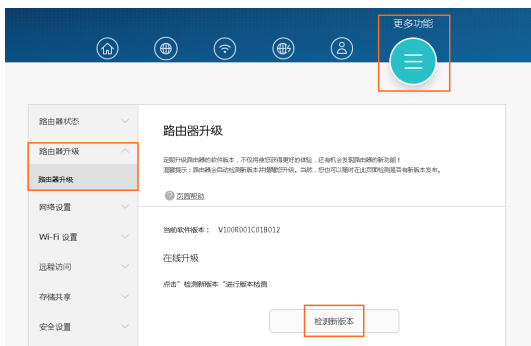 更多功能
路由器状态
路由器升级
路由器升级
网络设置
Wi-Fi 设置
远程访问
存储共享
安全设置
路由器升级
定期升级路由器的软件版本，不仅将使您获得更好的体验，还有机会发现路由器的新功能！
温馨提示：路由器会自动检测新版本并提醒您升级。当然，您也可以随时在此页面检测是否有新版本发布。
? 页面帮助
当前软件版本： V100R001C01B012
在线升级
点击"检测新版本"进行版本检测
检测新版本